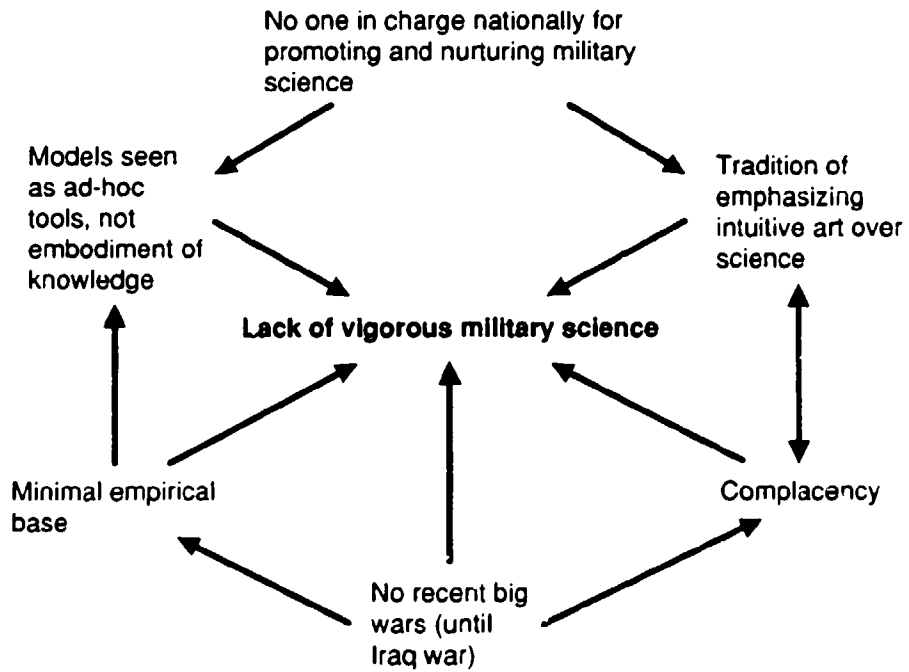 No one in charge nationally for
promoting and nurturing military
science
Models seen
as ad-hoc
tools, not
embodiment of
knowledge
Tradition of
emphasizing
intuitive art over
science
Lack of vigorous military science
Minimal empirical
base
Complacency
No recent big
wars (until
Iraq war)